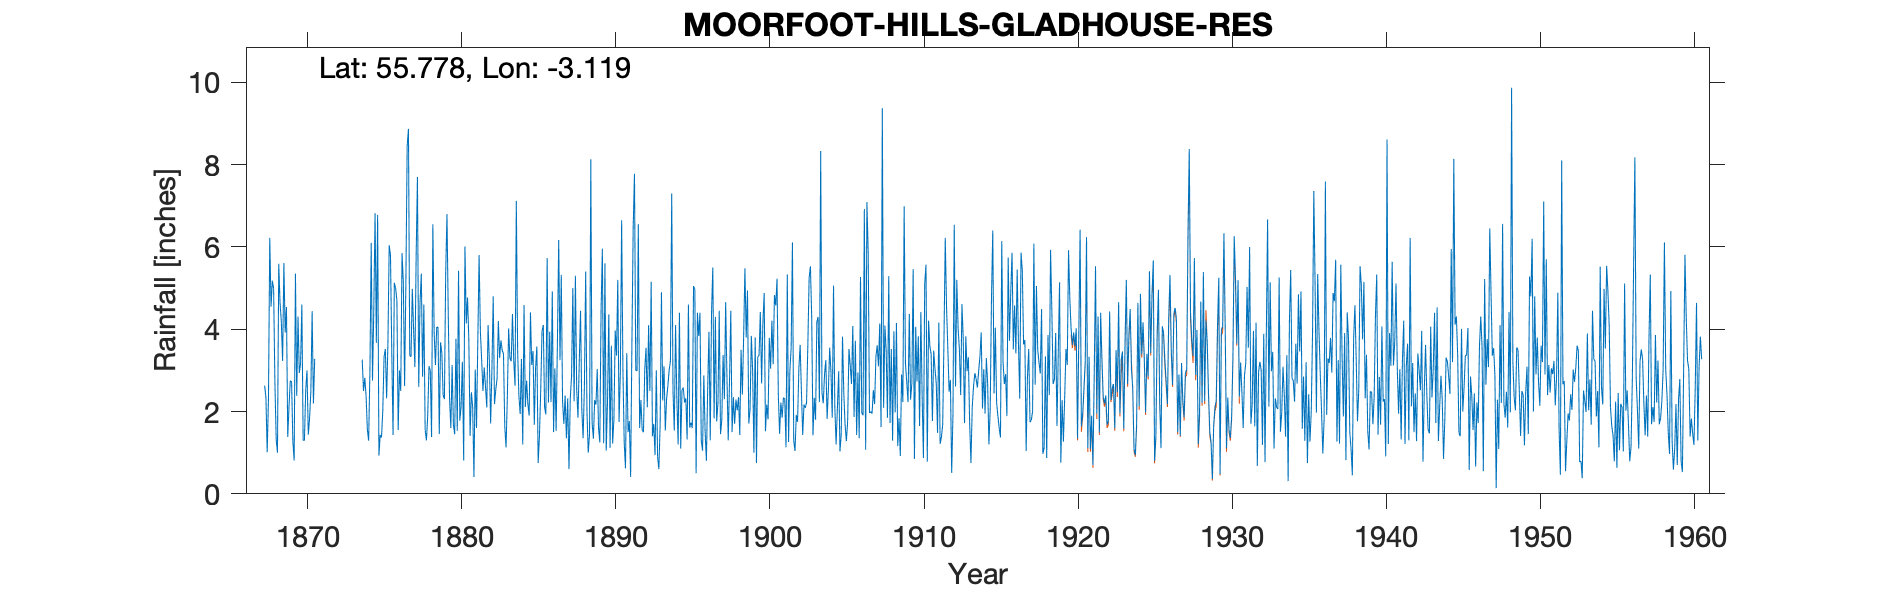 MOORFOOT-HILLS-GLADHOUSE-RES
Lat: 55.778, Lon: -3.119
Rainfall [inches]
10
8
6
4
2
0
1870 1880 1890 1900 1910 1920 1930 1940 1950 1960
Year